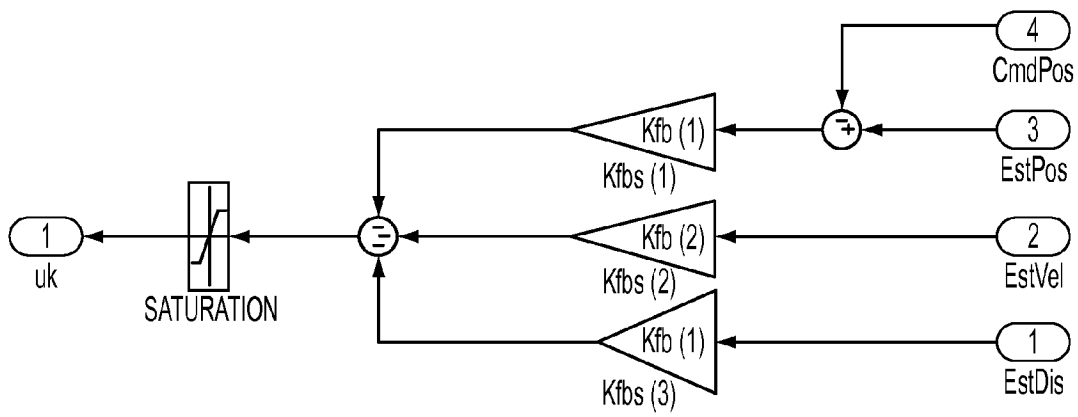 4
CmdPos
Kfb (1)
Kfbs (1)
3
EstPos
1
uk
SATURATION
Kfb (2)
Kfbs (2)
2
EstVel
Kfb (1)
Kfbs (3)
1
EstDis